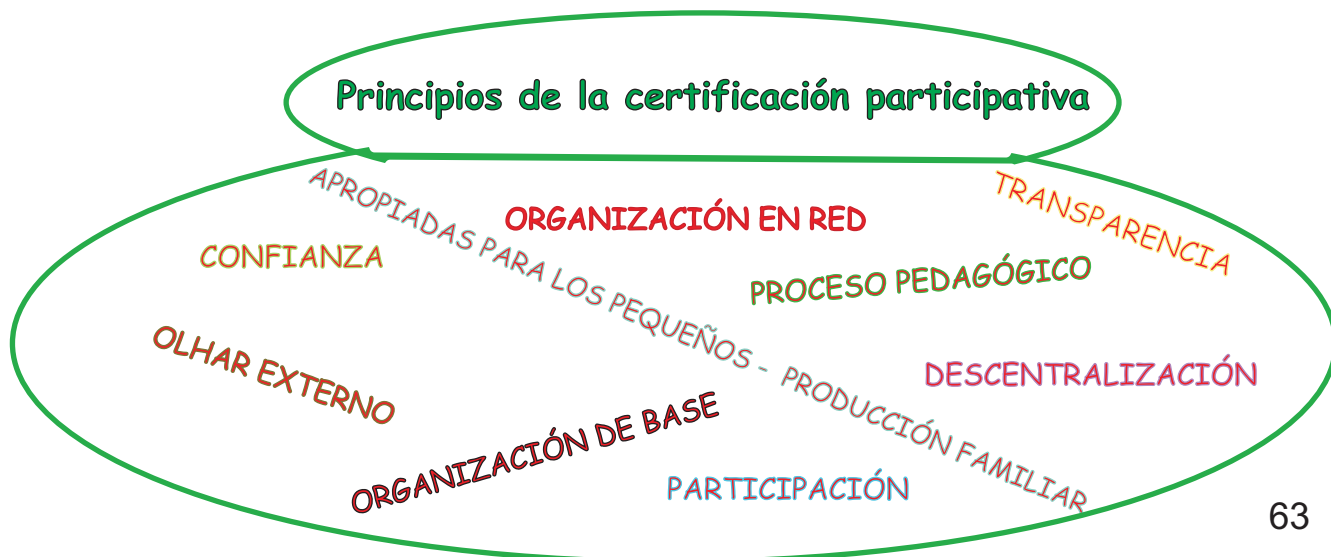 Principios de la certificación participativa
APROPIADAS PARA LOS PEQUEÑOS - PRODUCCIÓN FAMILIAR
ORGANIZACIÓN EN RED
TRANSPARENCIA
CONFIANZA
PROCESO PEDAGÓGICO
OLHAR EXTERNO
DESCENTRALIZACIÓN
ORGANIZACIÓN DE BASE
PARTICIPACIÓN
63